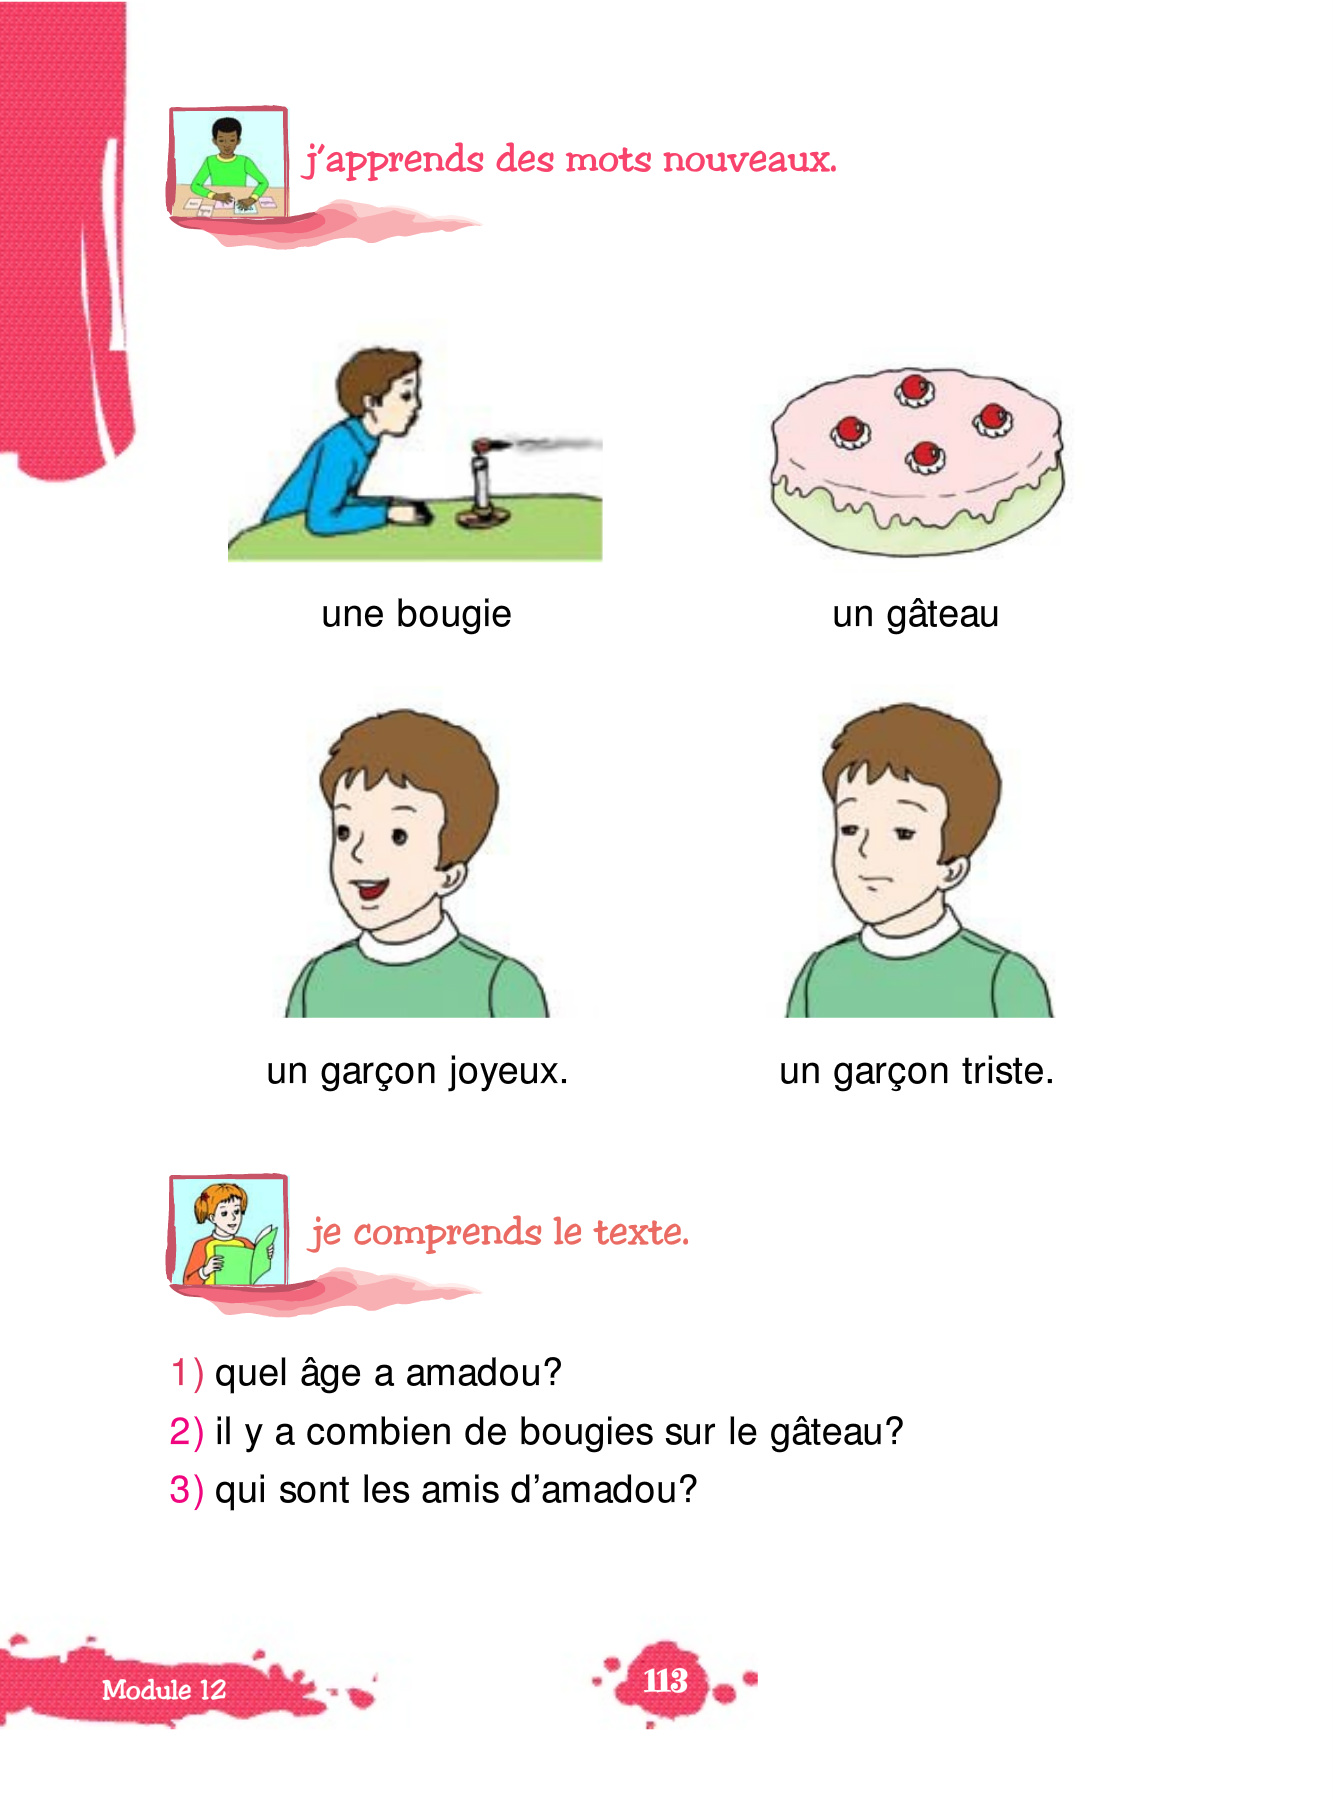 j'apprends des mots nouveaux.
une bougie
un gâteau
un garçon joyeux.
un garçon triste.
je comprends le texte.
1) quel âge a amadou?
2) il y a combien de bougies sur le gâteau?
3) qui sont les amis d'amadou?
Module 12
113